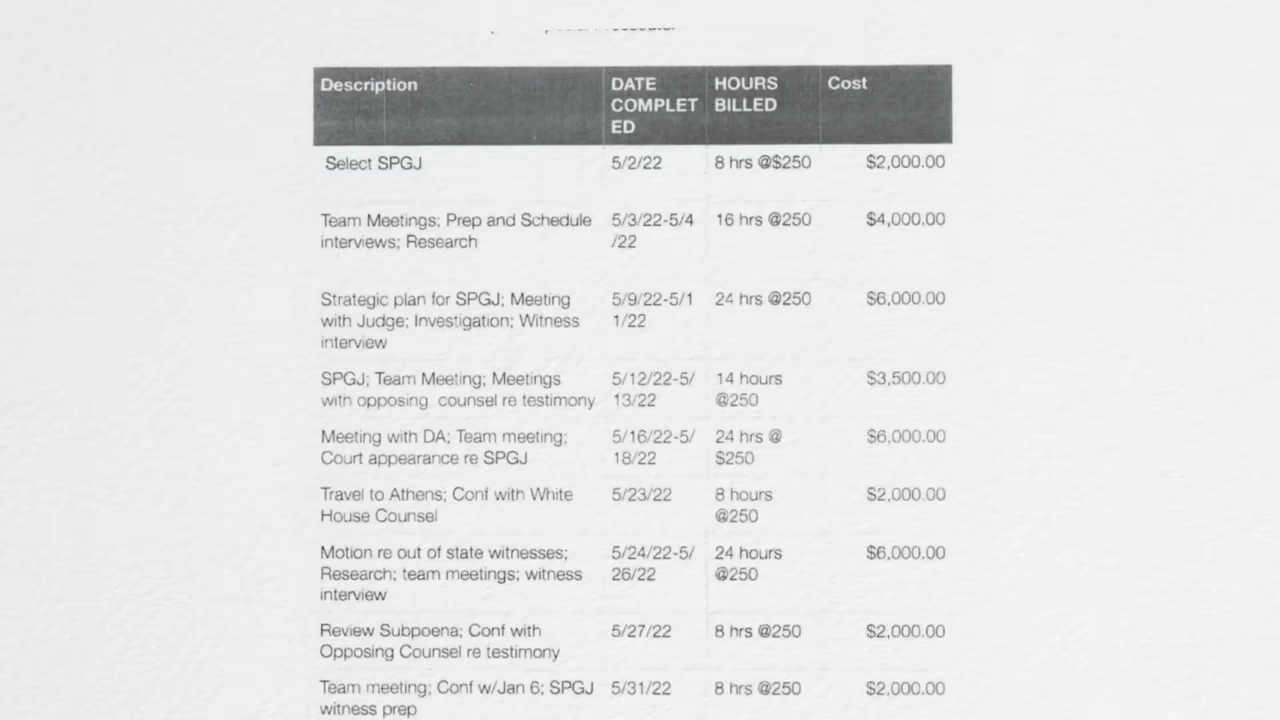 Description
DATE
COMPLET
ED
HOURS
BILLED
Cost
Select SPGJ
5/2/22
8 hrs @$250
$2,000.00
Team Meetings; Prep and Schedule
interviews; Research
5/3/22-5/4
/22
16 hrs @250
$4,000.00
Strategic plan for SPGJ; Meeting
with Judge; Investigation; Witness
interview
5/9/22-5/1
1/22
24 hrs @250
$6,000.00
SPGJ; Team Meeting; Meetings
with opposing counsel re testimony
5/12/22-5/
13/22
14 hours
@250
$3,500.00
Meeting with DA; Team meeting;
Court appearance re SPGJ
5/16/22-5/
18/22
24 hrs @
$250
$6,000.00
Travel to Athens; Conf with White
House Counsel
5/23/22
8 hours
@250
$2,000.00
Motion re out of state witnesses;
Research; team meetings; witness
interview
5/24/22-5/
26/22
24 hours
@250
$6,000.00
Review Subpoena; Conf with
Opposing Counsel re testimony
5/27/22
8 hrs @250
$2,000.00
Team meeting; Conf w/Jan 6; SPGJ
witness prep
5/31/22
8 hrs @250
$2,000.00